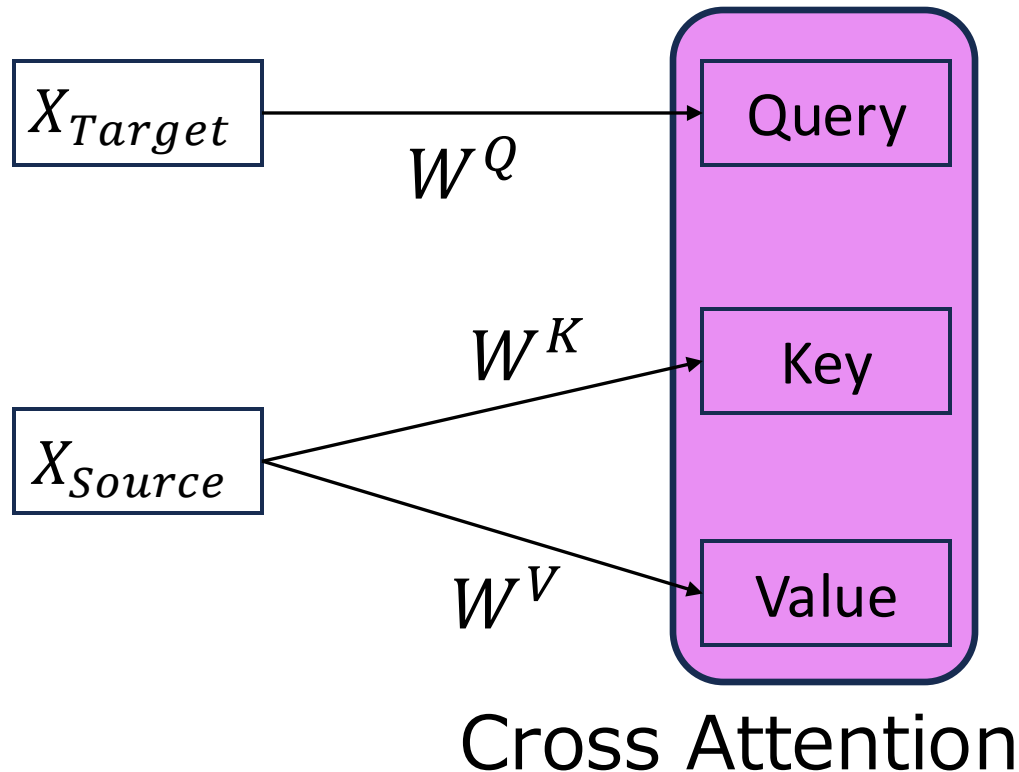 X_Target
W^Q
Query
W^K
Key
X_Source
W^V
Value
Cross Attention